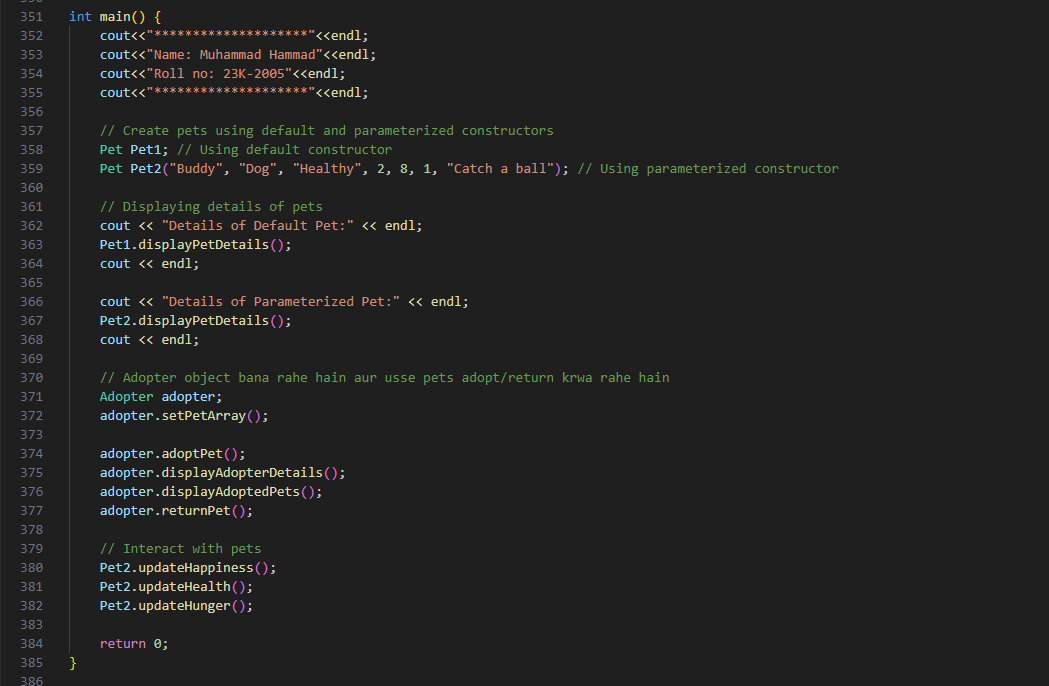 351 int main() {
352 cout<<"********************"<<endl;
353 cout<<"Name: Muhammad Hammad"<<endl;
354 cout<<"Roll no: 23K-2005"<<endl;
355 cout<<"********************"<<endl;
356
357 // Create pets using default and parameterized constructors
358 Pet Pet1; // Using default constructor
359 Pet Pet2("Buddy", "Dog", "Healthy", 2, 8, 1, "Catch a ball"); // Using parameterized constructor
360
361 // Displaying details of pets
362 cout << "Details of Default Pet:" << endl;
363 Pet1.displayPetDetails();
364 cout << endl;
365
366 cout << "Details of Parameterized Pet:" << endl;
367 Pet2.displayPetDetails();
368 cout << endl;
369
370 // Adopter object bana rahe hain aur usse pets adopt/return krwa rahe hain
371 Adopter adopter;
372 adopter.setPetArray();
373
374 adopter.adoptPet();
375 adopter.displayAdopterDetails();
376 adopter.displayAdoptedPets();
377 adopter.returnPet();
378
379 // Interact with pets
380 Pet2.updateHappiness();
381 Pet2.updateHealth();
382 Pet2.updateHunger();
383
384 return 0;
385 }
386